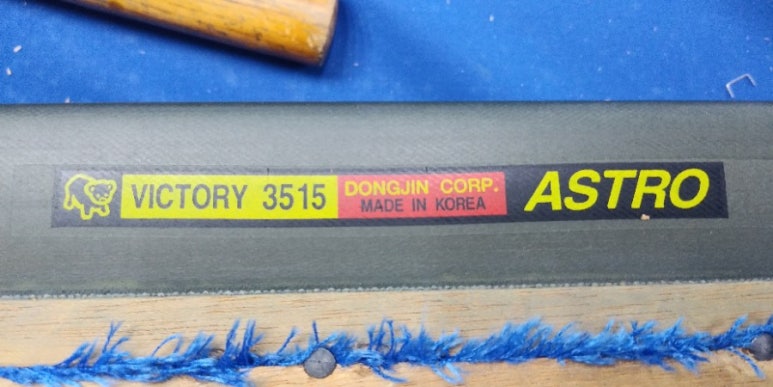 VICTORY 3515
DONGJIN CORP.
MADE IN KOREA
ASTRO